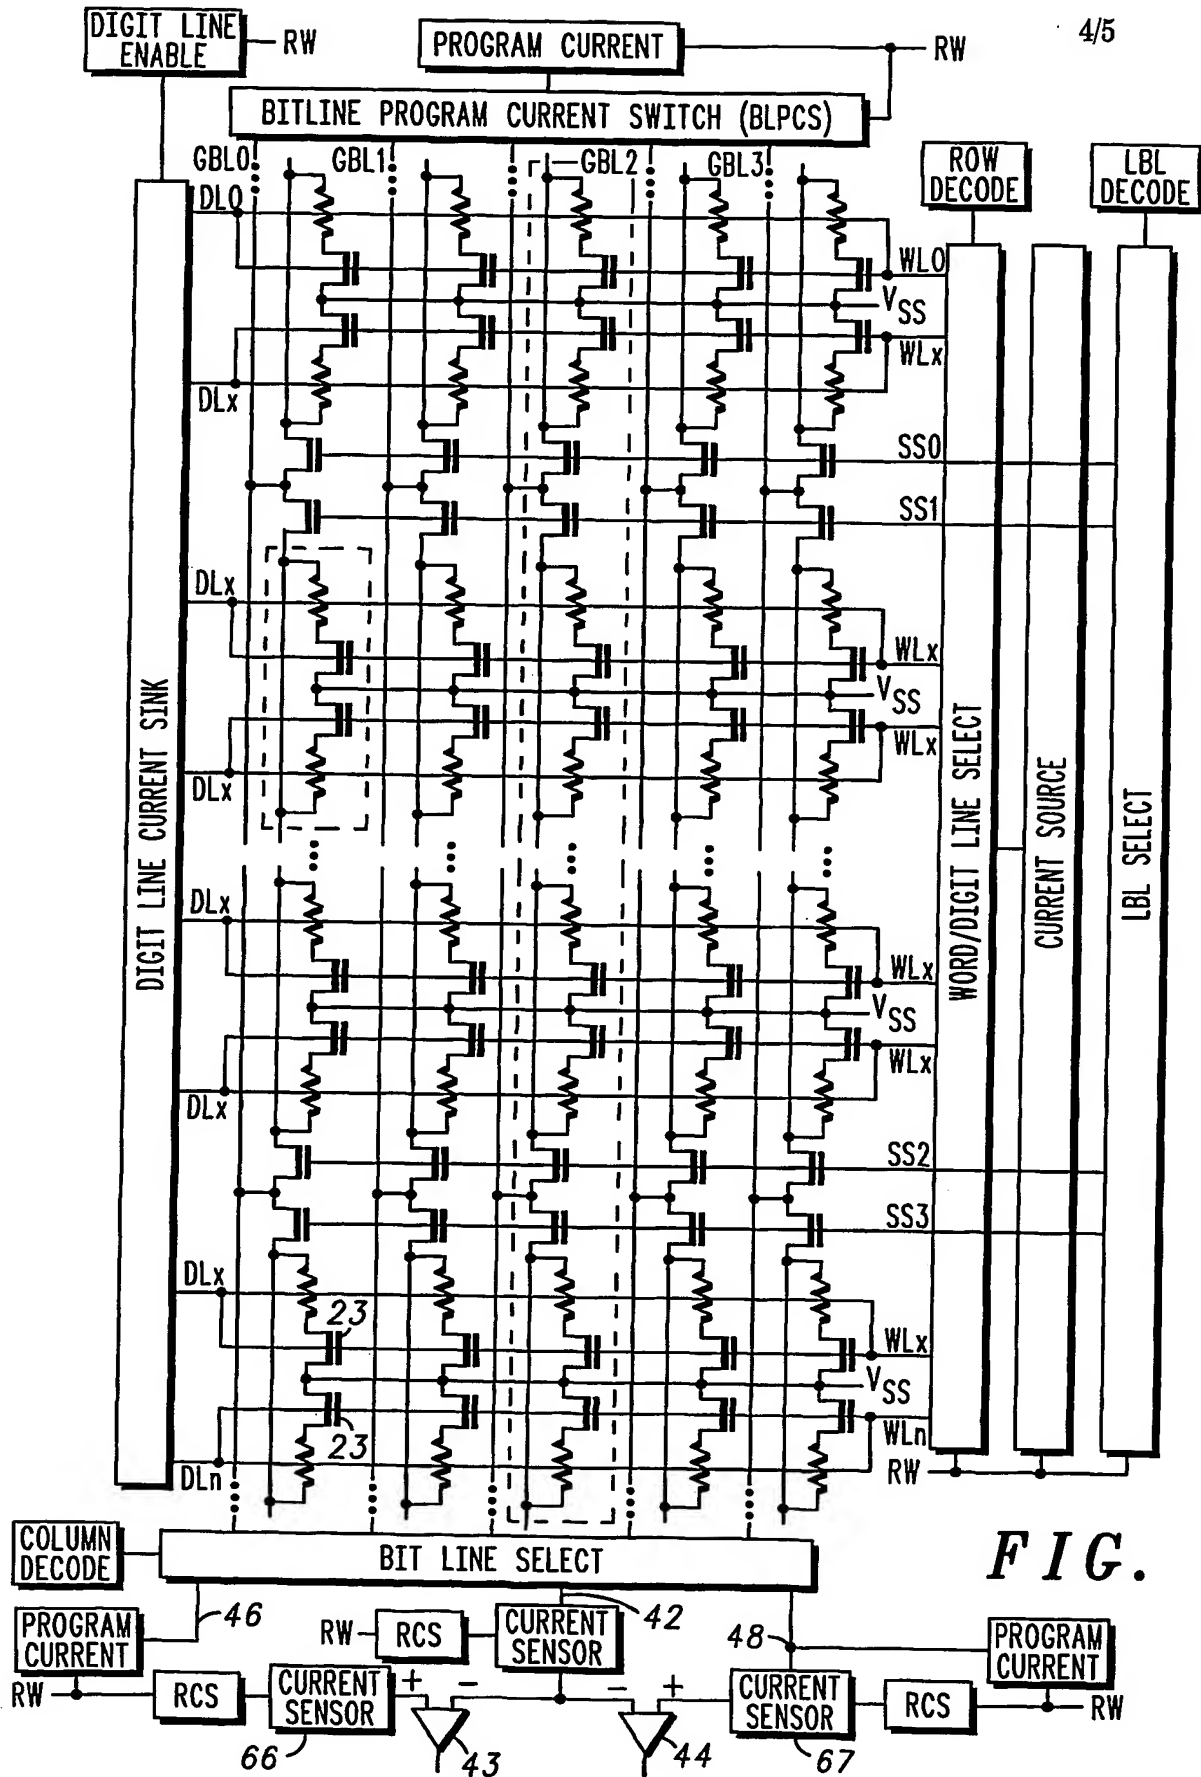 4/5
DIGIT LINE
ENABLE
RW
PROGRAM CURRENT
RW
BITLINE PROGRAM CURRENT SWITCH (BLPCS)
GBL0
GBL1
GBL2
GBL3
ROW
DECODE
LBL
DECODE
DL0
WL0
VSS
WLx
DLx
SS0
SS1
DLx
WLx
VSS
WLx
DLx
DIGIT LINE CURRENT SINK
WORD/DIGIT LINE SELECT
CURRENT SOURCE
LBL SELECT
DLx
WLx
VSS
WLx
DLx
SS2
SS3
DLx
23
WLx
VSS
23
WLn
DLn
RW
COLUMN
DECODE
BIT LINE SELECT
FIG.
46
42
48
PROGRAM
CURRENT
RW
RCS
CURRENT
SENSOR
PROGRAM
CURRENT
RW
RCS
CURRENT
SENSOR
+
-
-
+
CURRENT
SENSOR
RCS
RW
66
43
44
67